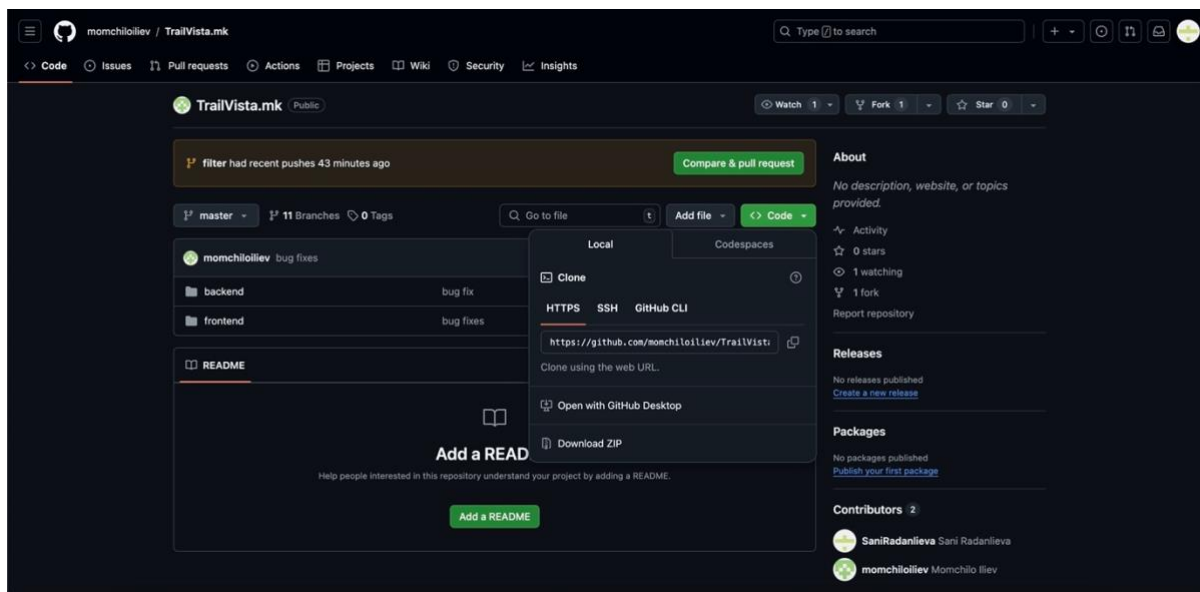 momchiloiliev / TrailVista.mk
Type / to search
Code
Issues
Pull requests
Actions
Projects
Wiki
Security
Insights
TrailVista.mk Public
Watch 1
Fork 1
Star 0
filter had recent pushes 43 minutes ago
Compare & pull request
master
11 Branches
0 Tags
Go to file
t
Add file
<> Code
momchiloiliev bug fixes
backend bug fix
frontend bug fixes
README
Add a READ
Help people interested in this repository understand your project by adding a README.
Add a README
Local
Codespaces
Clone
HTTPS SSH GitHub CLI
https://github.com/momchiloiliev/TrailVista
Clone using the web URL.
Open with GitHub Desktop
Download ZIP
About
No description, website, or topics
provided.
Activity
0 stars
1 watching
1 fork
Report repository
Releases
No releases published
Create a new release
Packages
No packages published
Publish your first package
Contributors 2
SaniRadanlieva Sani Radanlieva
momchiloiliev Momchilo Iliev